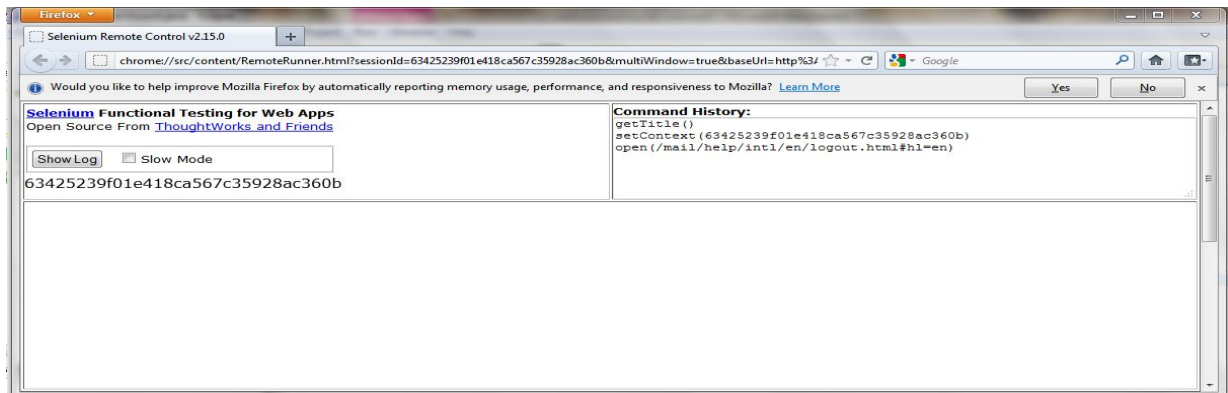 Firefox
Selenium Remote Control v2.15.0
chrome://src/content/RemoteRunner.html?sessionId=63425239f01e418ca567c35928ac360b&multiWindow=true&baseUrl=http%3A
Google
Would you like to help improve Mozilla Firefox by automatically reporting memory usage, performance, and responsiveness to Mozilla? Learn More
Yes
No
Selenium Functional Testing for Web Apps
Open Source From ThoughtWorks and Friends
Show Log
Slow Mode
63425239f01e418ca567c35928ac360b
Command History:
getTitle()
setContext(63425239f01e418ca567c35928ac360b)
open(/mail/help/intl/en/logout.html#hl=en)